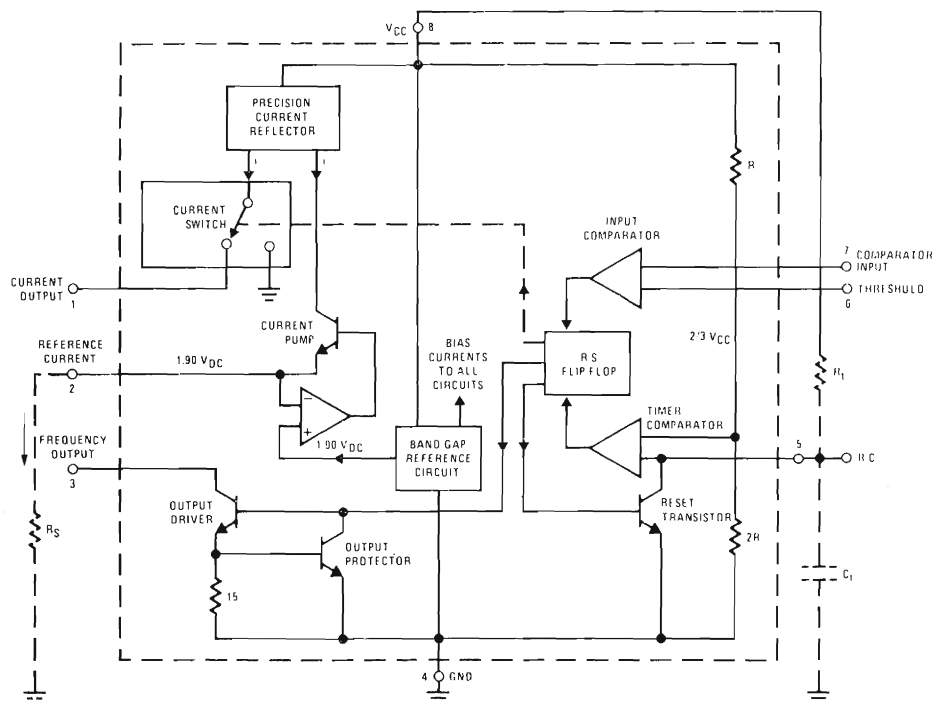 VCC 8
PRECISION
CURRENT
REFLECTOR
R
CURRENT
SWITCH
INPUT
COMPARATOR
7 COMPARATOR
INPUT
THRESHOLD
6
CURRENT
OUTPUT
1
CURRENT
PUMP
BIAS
CURRENTS
TO ALL
CIRCUITS
R S
FLIP FLOP
2/3 VCC
REFERENCE
CURRENT
2
1.90 VDC
R1
−
+
1.90 VDC
BAND GAP
REFERENCE
CIRCUIT
TIMER
COMPARATOR
5
RC
FREQUENCY
OUTPUT
3
RS
OUTPUT
DRIVER
RESET
TRANSISTOR
OUTPUT
PROTECTOR
2R
15
C1
4 GND